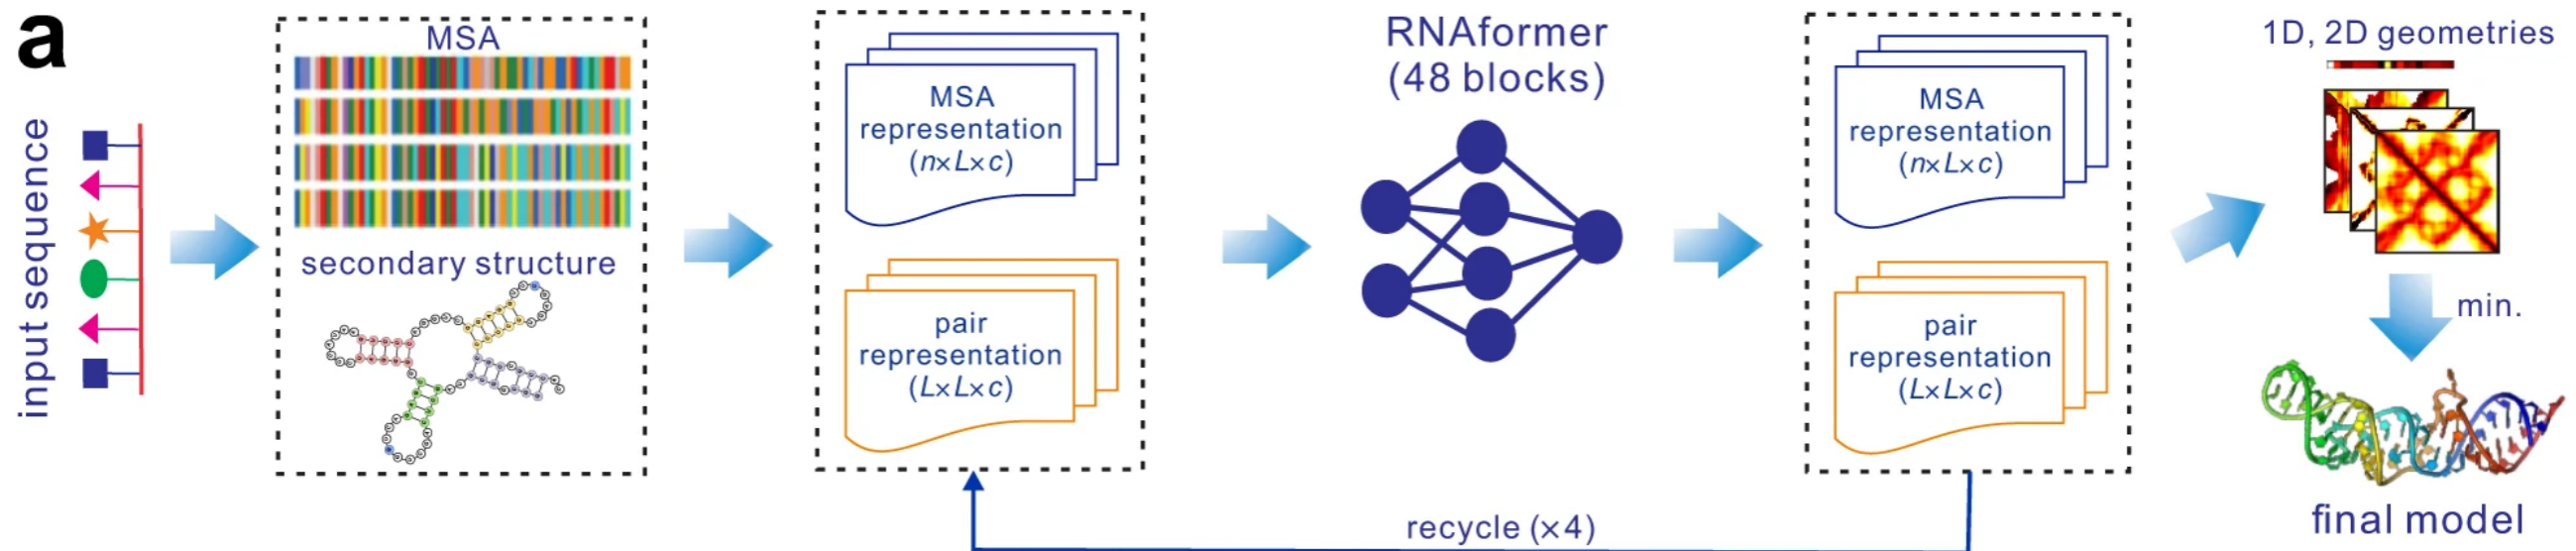 a
input sequence
MSA
secondary structure
MSA
representation
(n×L×c)
pair
representation
(L×L×c)
RNAformer
(48 blocks)
recycle (×4)
MSA
representation
(n×L×c)
pair
representation
(L×L×c)
1D, 2D geometries
min.
final model